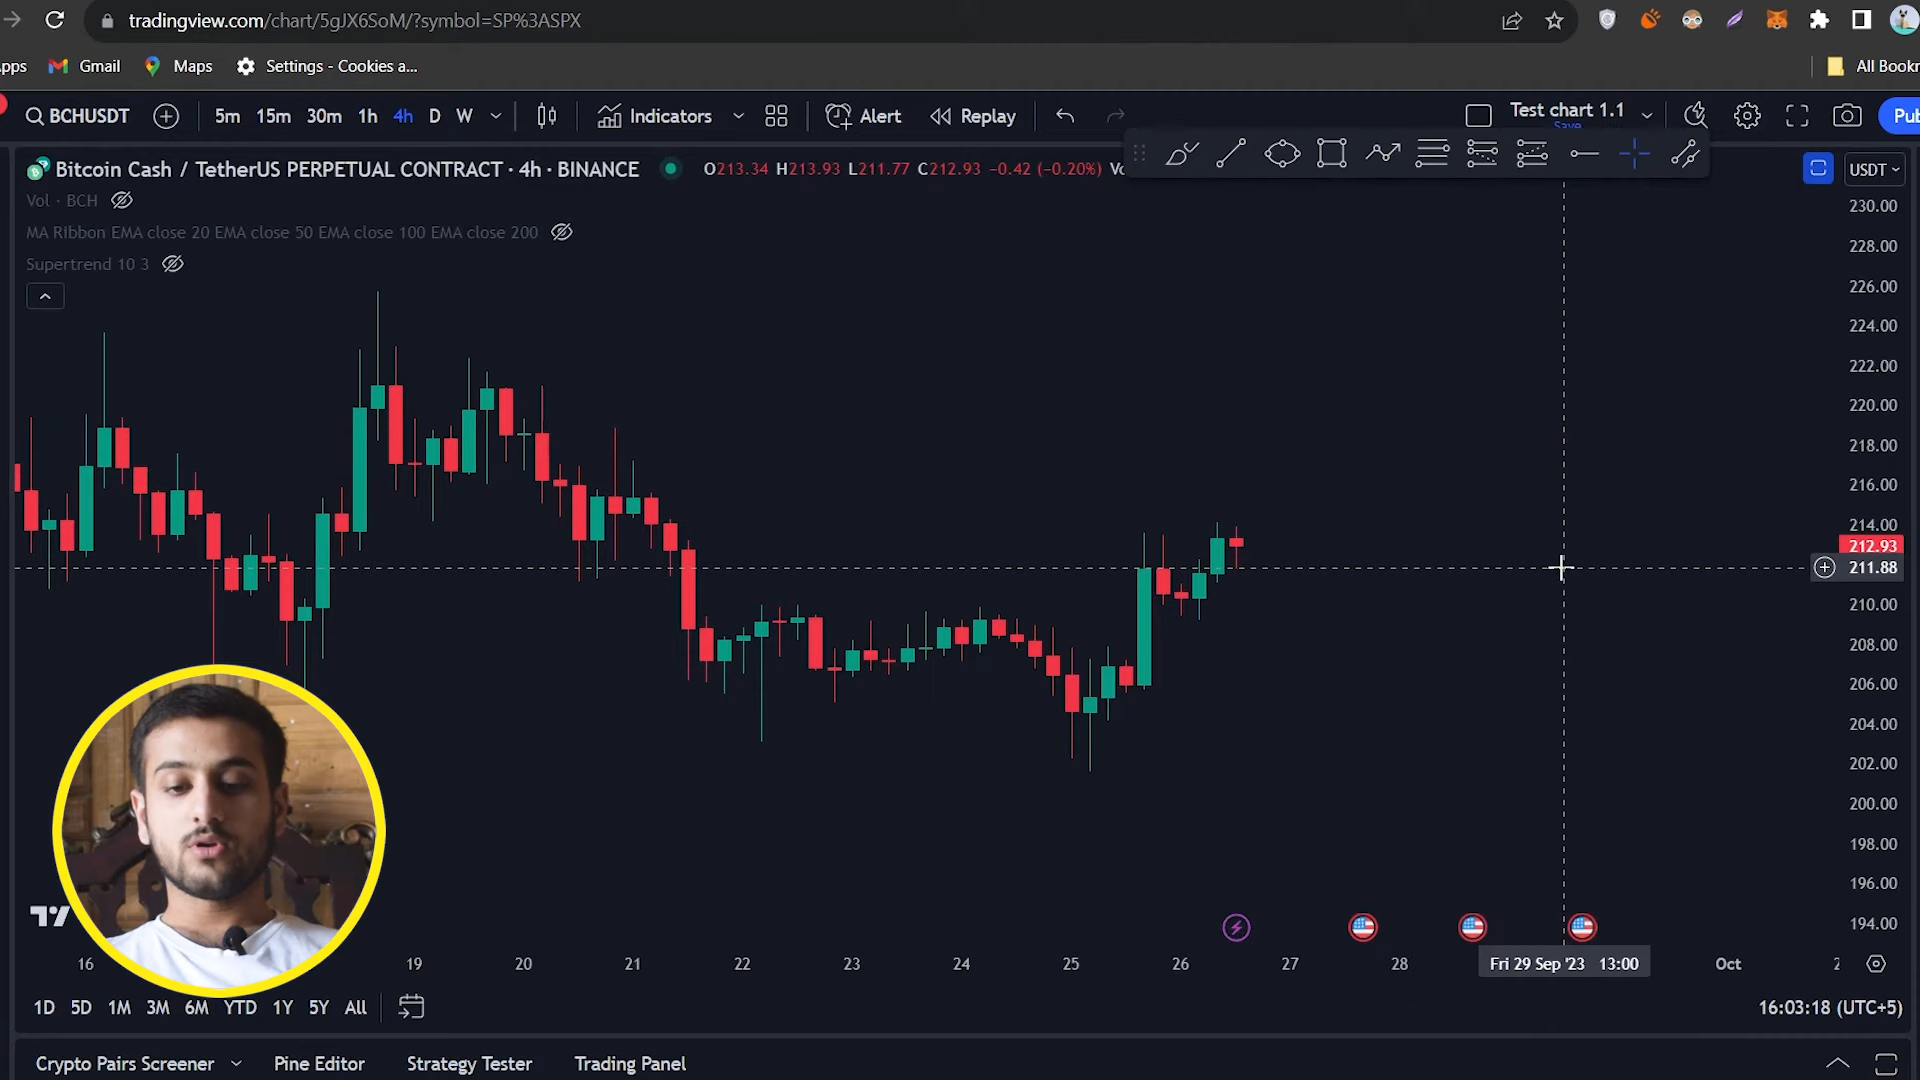 tradingview.com/chart/5gJX6SoM/?symbol=SP%3ASPX
pps Gmail Maps Settings - Cookies a... All Bookr
BCHUSDT 5m 15m 30m 1h 4h D W Indicators Alert Replay Test chart 1.1 Pub
Save
Bitcoin Cash / TetherUS PERPETUAL CONTRACT · 4h · BINANCE O213.34 H213.93 L211.77 C212.93 −0.42 (−0.20%) Vo USDT
Vol · BCH
MA Ribbon EMA close 20 EMA close 50 EMA close 100 EMA close 200
Supertrend 10 3
230.00
228.00
226.00
224.00
222.00
220.00
218.00
216.00
214.00
212.93
211.88
210.00
208.00
206.00
204.00
202.00
200.00
198.00
196.00
194.00
16 19 20 21 22 23 24 25 26 27 28 Fri 29 Sep '23 13:00 Oct 2
1D 5D 1M 3M 6M YTD 1Y 5Y All 16:03:18 (UTC+5)
Crypto Pairs Screener Pine Editor Strategy Tester Trading Panel